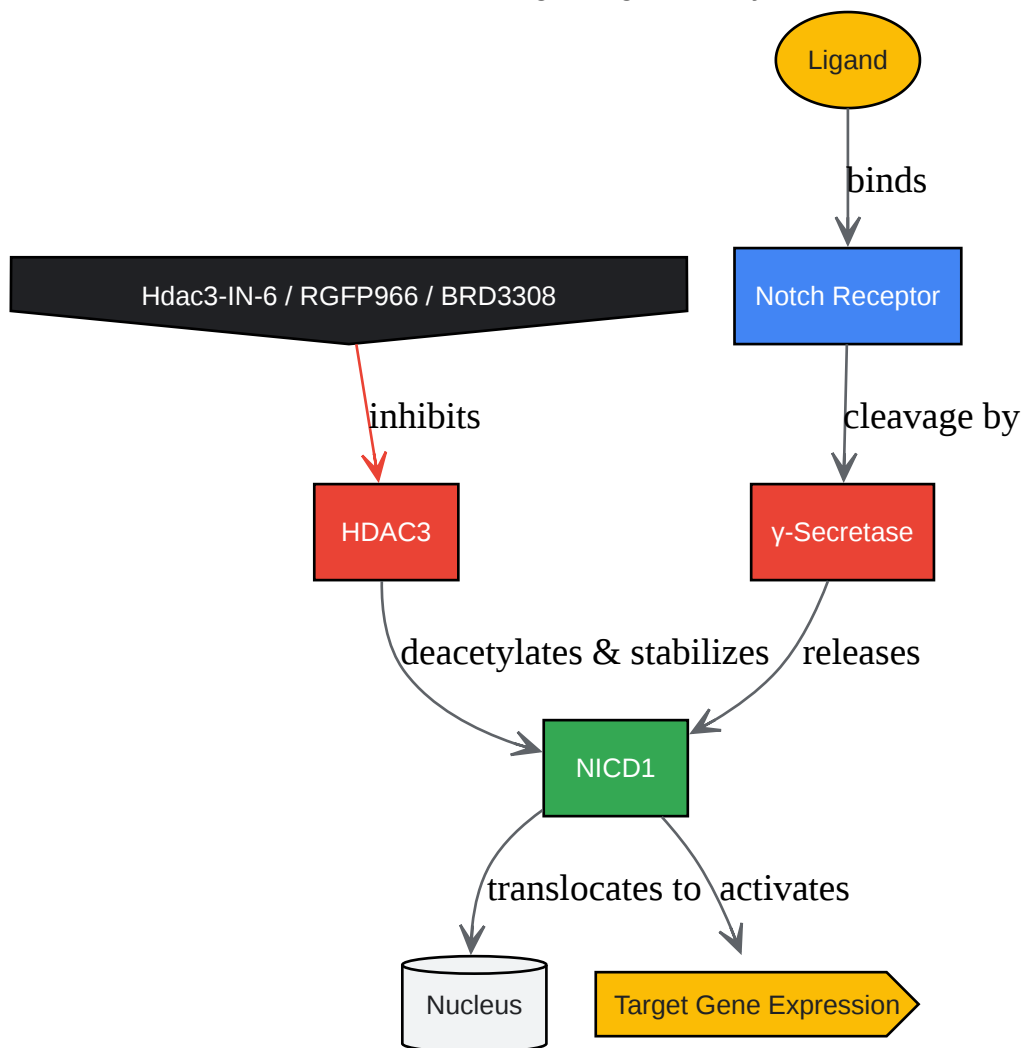 Ligand
binds
Hdac3-IN-6 / RGFP966 / BRD3308
Notch Receptor
inhibits
cleavage by
HDAC3
γ-Secretase
deacetylates & stabilizes
releases
NICD1
translocates to
activates
Nucleus
Target Gene Expression